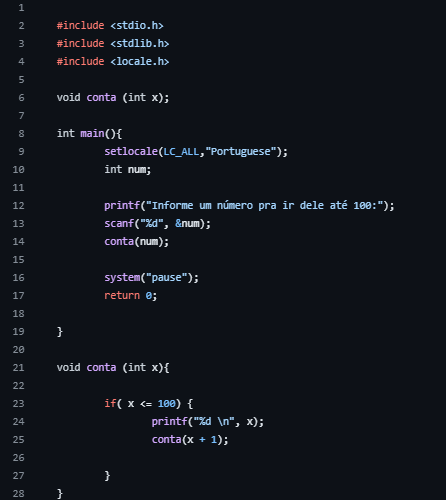 1
2 #include <stdio.h>
3 #include <stdlib.h>
4 #include <locale.h>
5
6 void conta (int x);
7
8 int main(){
9 setlocale(LC_ALL,"Portuguese");
10 int num;
11
12 printf("Informe um número pra ir dele até 100:");
13 scanf("%d", &num);
14 conta(num);
15
16 system("pause");
17 return 0;
18
19 }
20
21 void conta (int x){
22
23 if( x <= 100) {
24 printf("%d \n", x);
25 conta(x + 1);
26
27 }
28 }